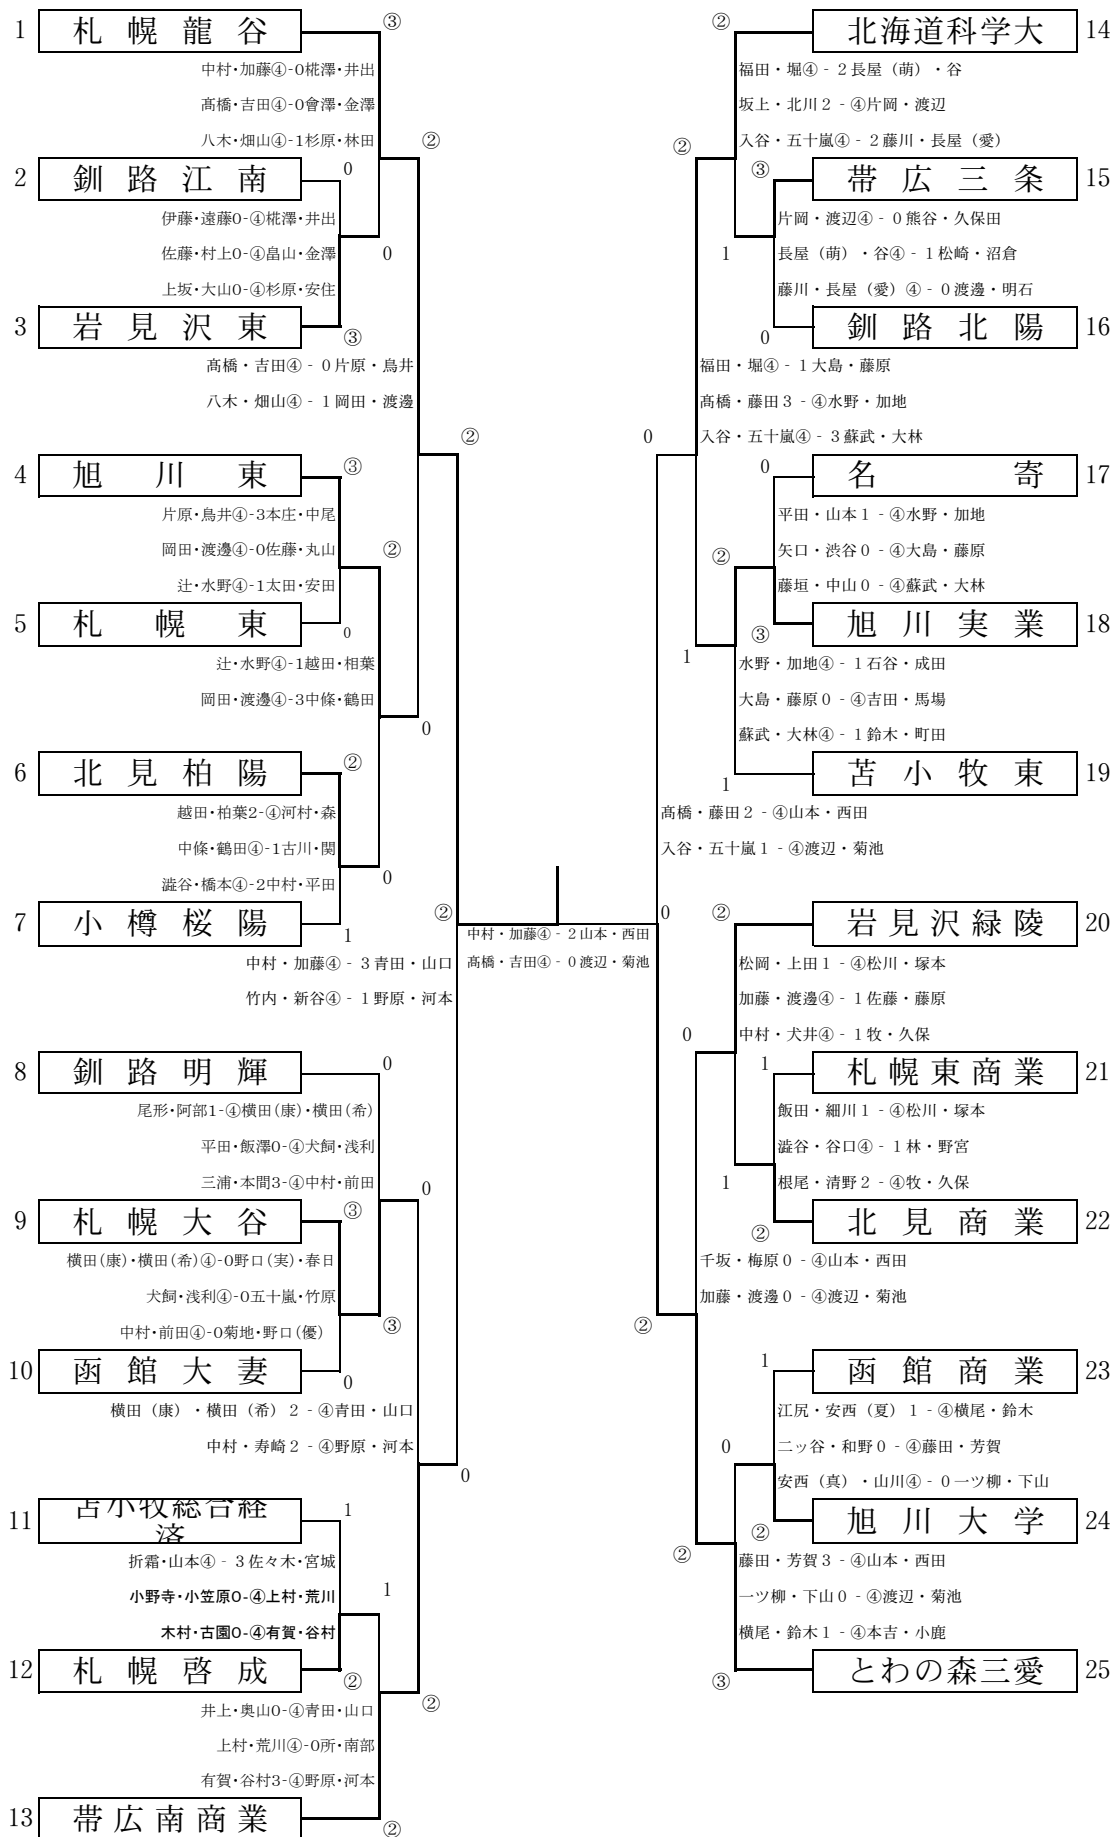 1 札幌龍谷 ③
中村・加藤④-0椛澤・井出
髙橋・吉田④-0會澤・金澤
八木・畑山④-1杉原・林田
②
0
2 釧路江南
伊藤・遠藤0-④椛澤・井出
佐藤・村上0-④畠山・金澤
0
上坂・大山0-④杉原・安住
3 岩見沢東
③
髙橋・吉田④‐0片原・鳥井
八木・畑山④‐1岡田・渡邊
②
4 旭川東 ③
片原・鳥井④-3本庄・中尾
岡田・渡邊④-0佐藤・丸山
②
辻・水野④-1太田・安田
5 札幌東
0
辻・水野④-1越田・相葉
岡田・渡邊④-3中條・鶴田
0
6 北見柏陽 ②
越田・柏葉2-④河村・森
中條・鶴田④-1古川・関
澁谷・橋本④-2中村・平田
0
7 小樽桜陽
②
1
中村・加藤④‐3青田・山口
竹内・新谷④‐1野原・河本
8 釧路明輝 0
尾形・阿部1-④横田(康)・横田(希)
平田・飯澤0-④犬飼・浅利
三浦・本間3-④中村・前田
0
9 札幌大谷 ③
横田(康)・横田(希)④-0野口(実)・春日
犬飼・浅利④-0五十嵐・竹原
中村・前田④-0菊地・野口(優)
③
10 函館大妻
0
横田（康）・横田（希）2‐④青田・山口
中村・寿崎2‐④野原・河本
0
11 苫小牧総合経済 1
折霜・山本④‐3佐々木・宮城
小野寺・小笠原0-④上村・荒川
1
木村・古園0-④有賀・谷村
12 札幌啓成
②
②
井上・奥山0-④青田・山口
上村・荒川④-0所・南部
有賀・谷村3-④野原・河本
13 帯広南商業
②
中村・加藤④‐2山本・西田
髙橋・吉田④‐0渡辺・菊池
② 北海道科学大 14
福田・堀④‐2長屋（萌）・谷
坂上・北川2‐④片岡・渡辺
入谷・五十嵐④‐2藤川・長屋（愛）
②
③ 帯広三条 15
片岡・渡辺④‐0熊谷・久保田
長屋（萌）・谷④‐1松崎・沼倉
1
藤川・長屋（愛）④‐0渡邊・明石
釧路北陽 16
0
福田・堀④‐1大島・藤原
髙橋・藤田3‐④水野・加地
入谷・五十嵐④‐3蘇武・大林
0
0 名寄 17
平田・山本1‐④水野・加地
矢口・渋谷0‐④大島・藤原
②
藤垣・中山0‐④蘇武・大林
旭川実業 18
③
1
水野・加地④‐1石谷・成田
大島・藤原0‐④吉田・馬場
蘇武・大林④‐1鈴木・町田
苫小牧東 19
1
髙橋・藤田2‐④山本・西田
入谷・五十嵐1‐④渡辺・菊池
0
② 岩見沢緑陵 20
松岡・上田1‐④松川・塚本
加藤・渡邊④‐1佐藤・藤原
中村・犬井④‐1牧・久保
0
1 札幌東商業 21
飯田・細川1‐④松川・塚本
澁谷・谷口④‐1林・野宮
根尾・清野2‐④牧・久保
1
北見商業 22
②
千坂・梅原0‐④山本・西田
加藤・渡邊0‐④渡辺・菊池
②
1 函館商業 23
江尻・安西（夏）1‐④横尾・鈴木
二ッ谷・和野0‐④藤田・芳賀
0
安西（真）・山川④‐0一ツ柳・下山
旭川大学 24
②
②
藤田・芳賀3‐④山本・西田
一ツ柳・下山0‐④渡辺・菊池
横尾・鈴木1‐④本吉・小鹿
とわの森三愛 25
③